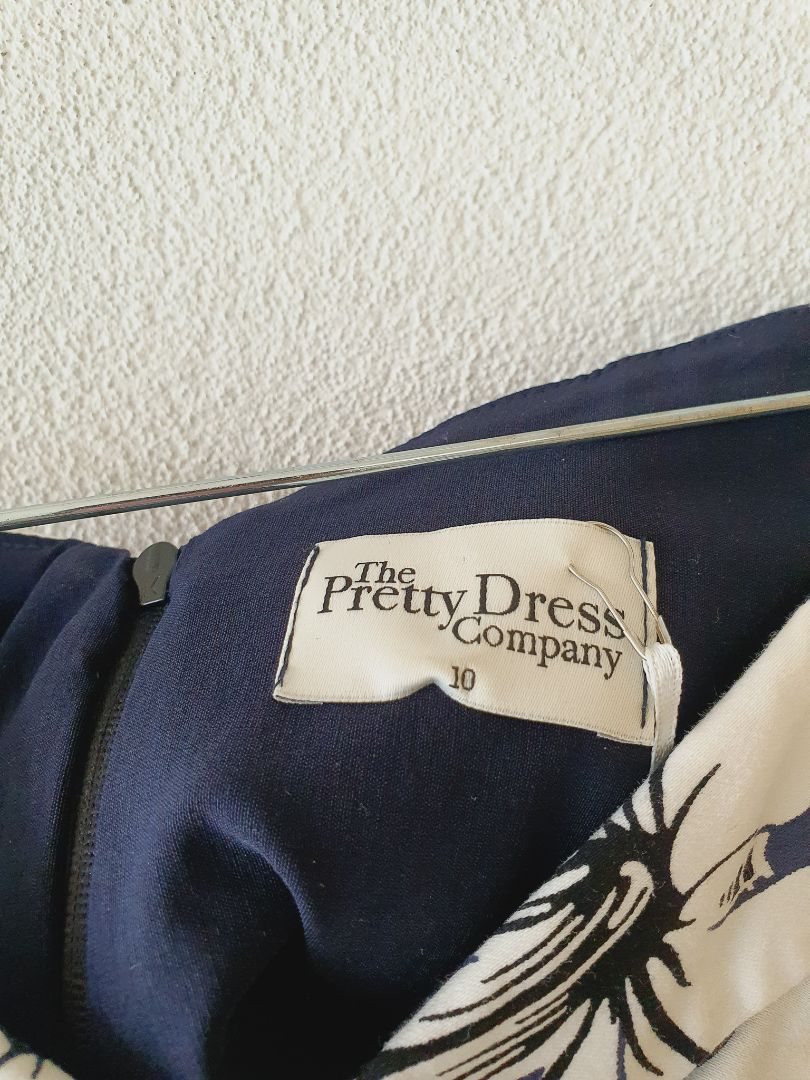 The
Pretty Dress
Company
10